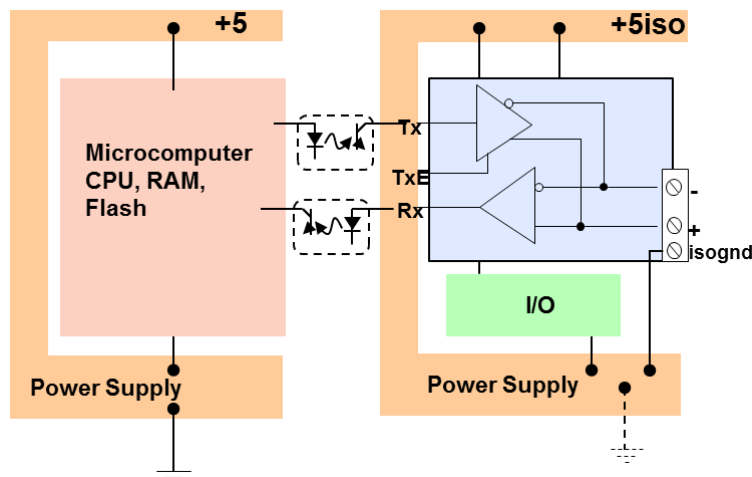 +5
+5iso
Microcomputer
CPU, RAM,
Flash
Tx
TxE
Rx
-
+
isognd
I/O
Power Supply
Power Supply